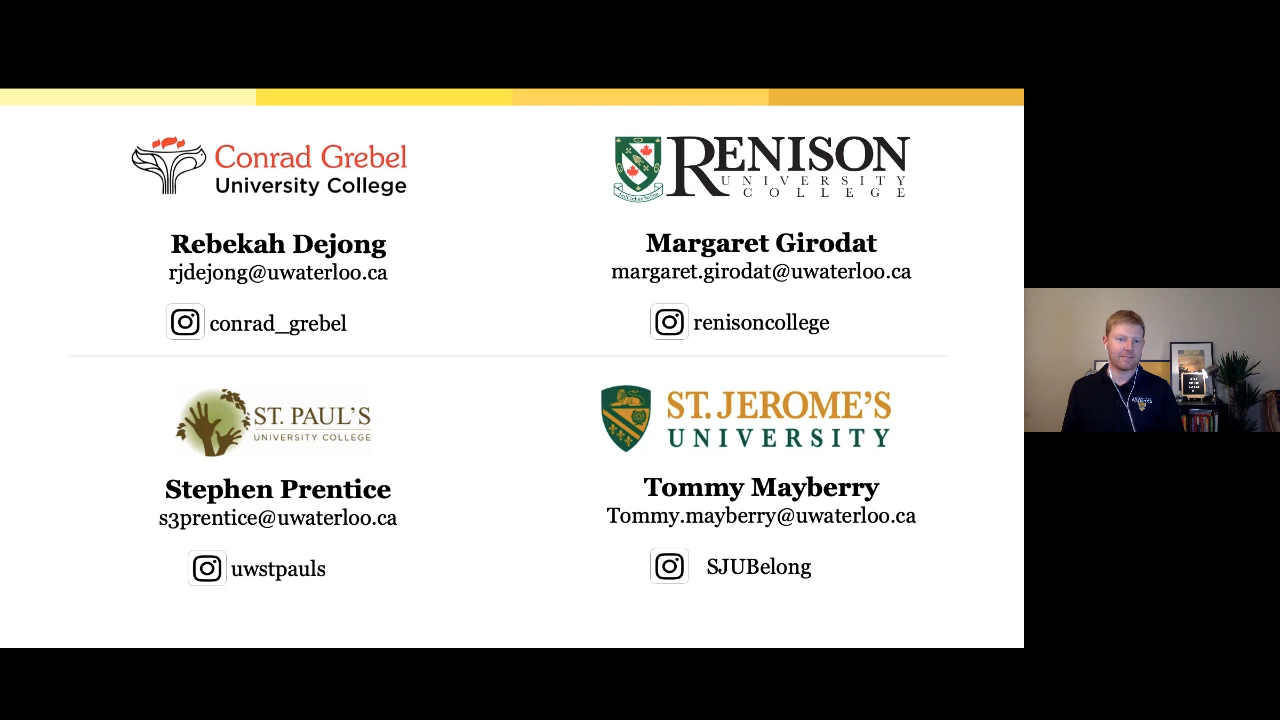 Conrad Grebel
University College
Rebekah Dejong
rjdejong@uwaterloo.ca
conrad_grebel
RENISON
UNIVERSITY
COLLEGE
Margaret Girodat
margaret.girodat@uwaterloo.ca
renisoncollege
ST. PAUL'S
UNIVERSITY COLLEGE
Stephen Prentice
s3prentice@uwaterloo.ca
uwstpauls
ST. JEROME'S
UNIVERSITY
Tommy Mayberry
Tommy.mayberry@uwaterloo.ca
SJUBelong